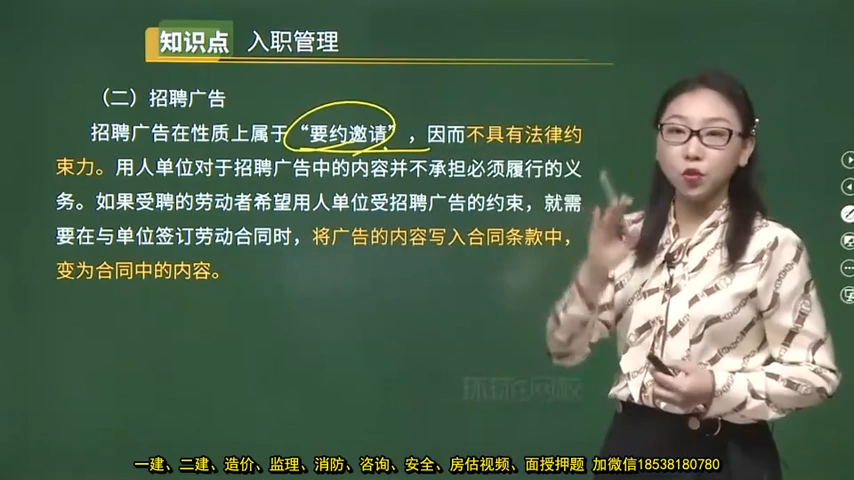 知识点 入职管理
（二）招聘广告
招聘广告在性质上属于“要约邀请”，因而不具有法律约
束力。用人单位对于招聘广告中的内容并不承担必须履行的义
务。如果受聘的劳动者希望用人单位受招聘广告的约束，就需
要在与单位签订劳动合同时，将广告的内容写入合同条款中，
变为合同中的内容。
环球网校
一建、二建、造价、监理、消防、咨询、安全、房估视频、面授押题 加微信18538180780